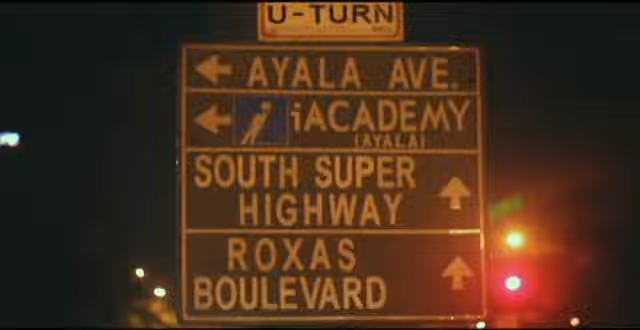 U-TURN
AYALA AVE.
iACADEMY
(AYALA)
SOUTH SUPER
HIGHWAY
ROXAS
BOULEVARD